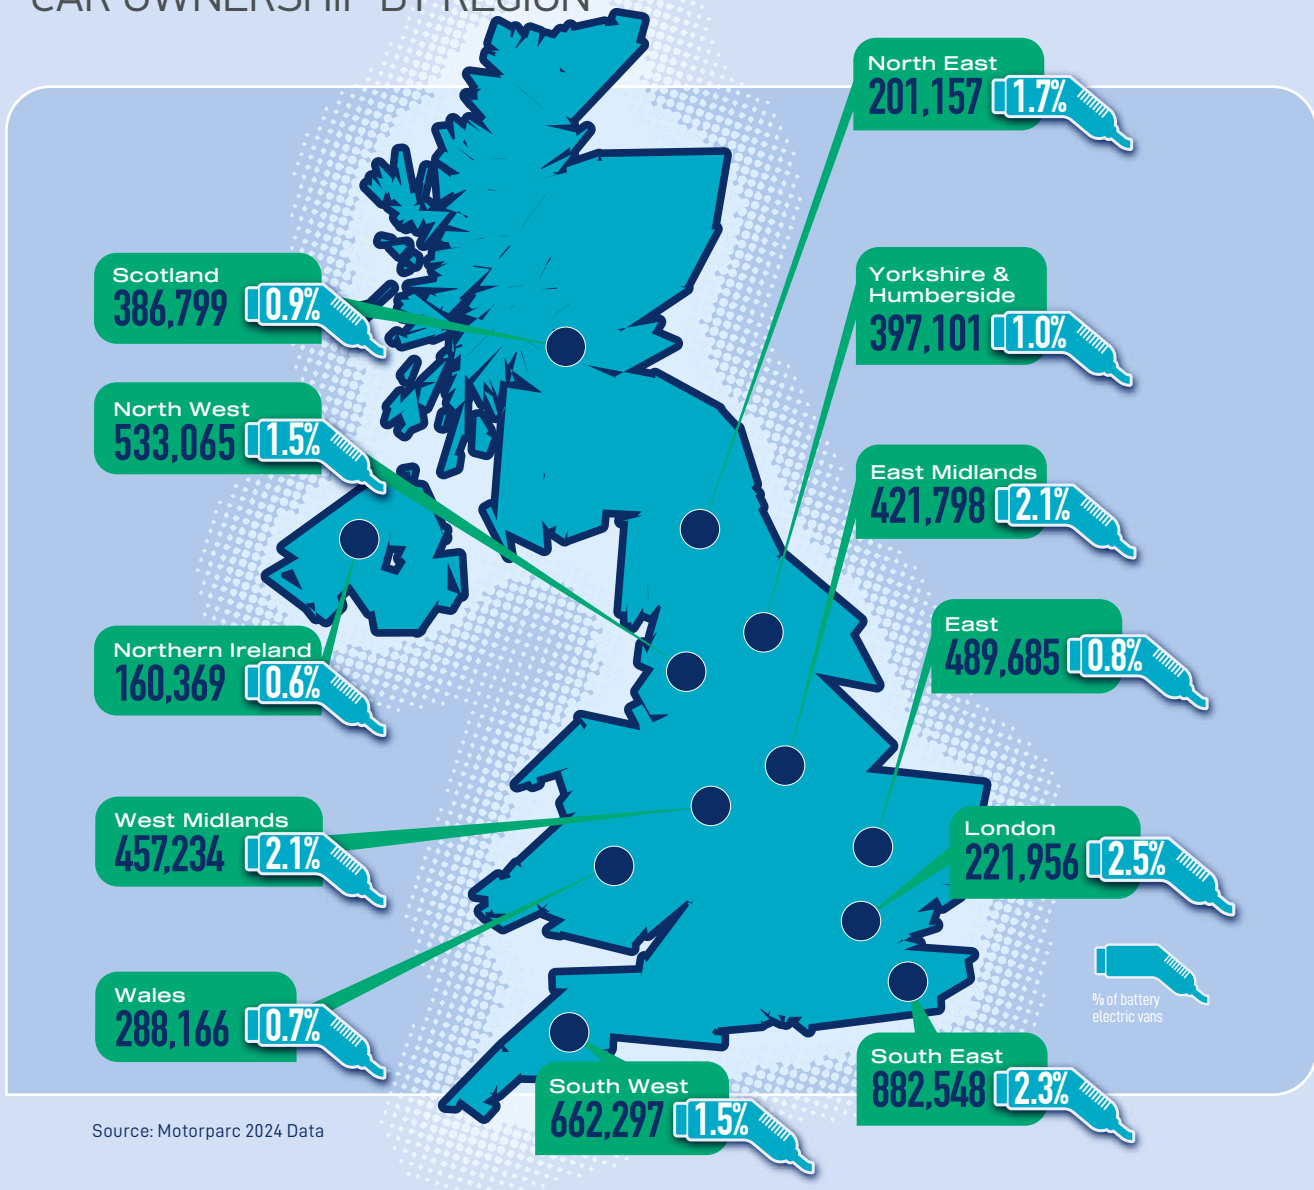 CAR OWNERSHIP BY REGION
North East
201,157 1.7%
Scotland
386,799 0.9%
Yorkshire &
Humberside
397,101 1.0%
North West
533,065 1.5%
East Midlands
421,798 2.1%
Northern Ireland
160,369 0.6%
East
489,685 0.8%
West Midlands
457,234 2.1%
London
221,956 2.5%
Wales
288,166 0.7%
% of battery
electric vans
South East
882,548 2.3%
South West
662,297 1.5%
Source: Motorparc 2024 Data